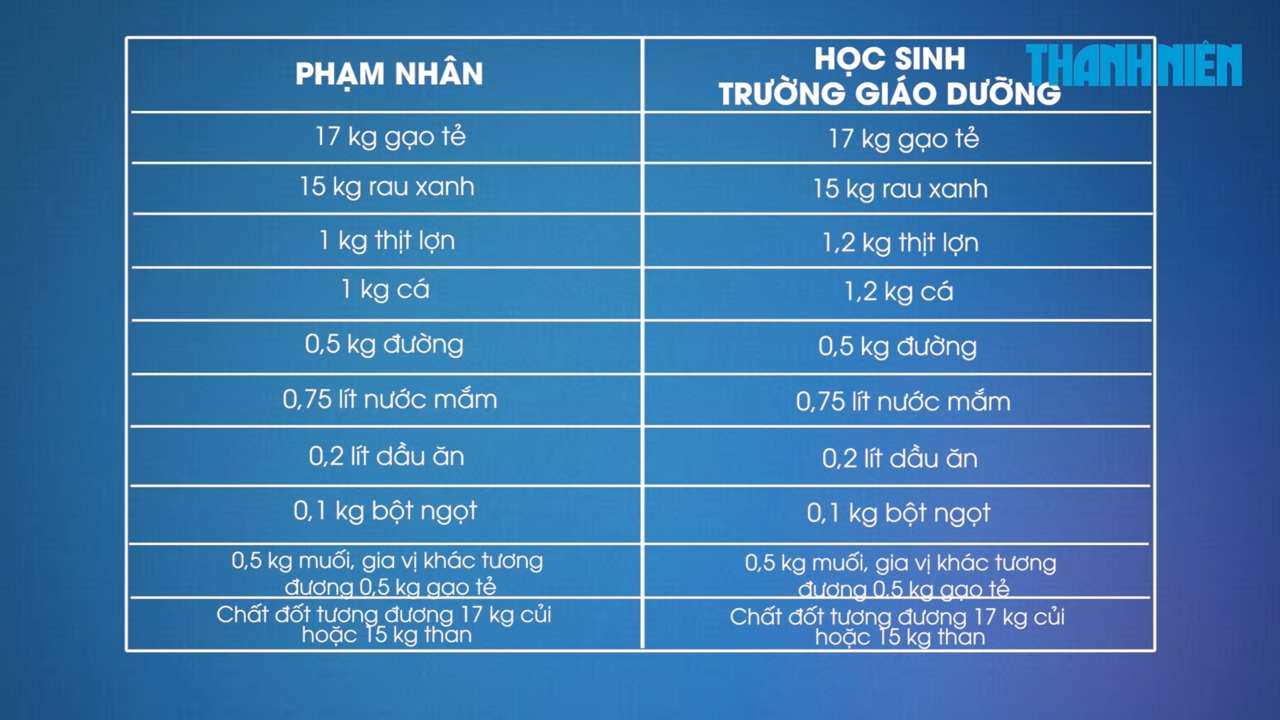 THANH NIÊN
PHẠM NHÂN
HỌC SINH
TRƯỜNG GIÁO DƯỠNG
17 kg gạo tẻ
17 kg gạo tẻ
15 kg rau xanh
15 kg rau xanh
1 kg thịt lợn
1,2 kg thịt lợn
1 kg cá
1,2 kg cá
0,5 kg đường
0,5 kg đường
0,75 lít nước mắm
0,75 lít nước mắm
0,2 lít dầu ăn
0,2 lít dầu ăn
0,1 kg bột ngọt
0,1 kg bột ngọt
0,5 kg muối, gia vị khác tương
đương 0,5 kg gạo tẻ
0,5 kg muối, gia vị khác tương
đương 0,5 kg gạo tẻ
Chất đốt tương đương 17 kg củi
hoặc 15 kg than
Chất đốt tương đương 17 kg củi
hoặc 15 kg than